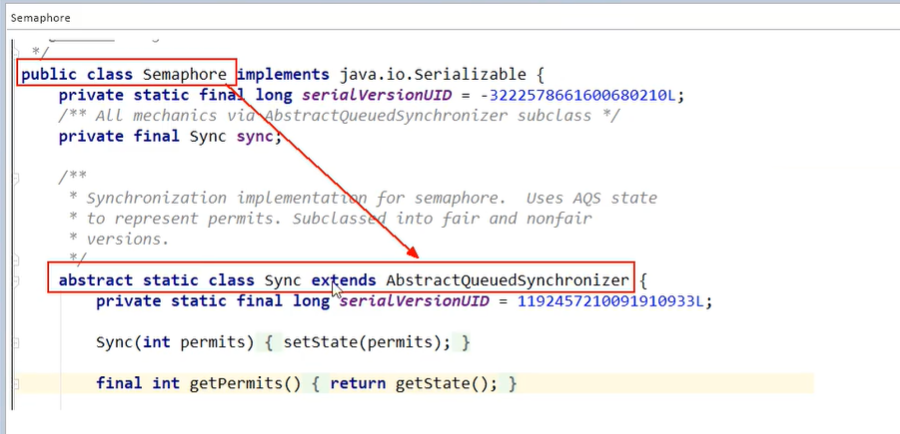 Semaphore
*/
public class Semaphore implements java.io.Serializable {
private static final long serialVersionUID = -3222578661600680210L;
/** All mechanics via AbstractQueuedSynchronizer subclass */
private final Sync sync;
/**
* Synchronization implementation for semaphore.  Uses AQS state
* to represent permits. Subclassed into fair and nonfair
* versions.
*/
abstract static class Sync extends AbstractQueuedSynchronizer {
private static final long serialVersionUID = 1192457210091910933L;
Sync(int permits) { setState(permits); }
final int getPermits() { return getState(); }